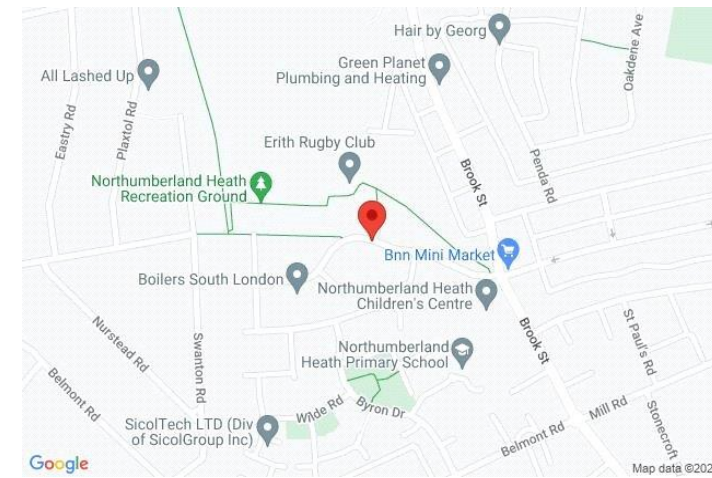 Hair by Georg
Green Planet
Plumbing and Heating
Oakdene Ave
All Lashed Up
Eastry Rd
Plaxtol Rd
Erith Rugby Club
Brook St
Penda Rd
Northumberland Heath
Recreation Ground
Bnn Mini Market
Boilers South London
Northumberland Heath
Children's Centre
Nurstead Rd
Swanton Rd
Brook St
St Paul's Rd
Northumberland
Heath Primary School
Belmont Rd
Wilde Rd
Byron Dr
Mill Rd
Stonecroft
SicolTech LTD (Div
of SicolGroup Inc)
Belmont Rd
Google
Map data ©202